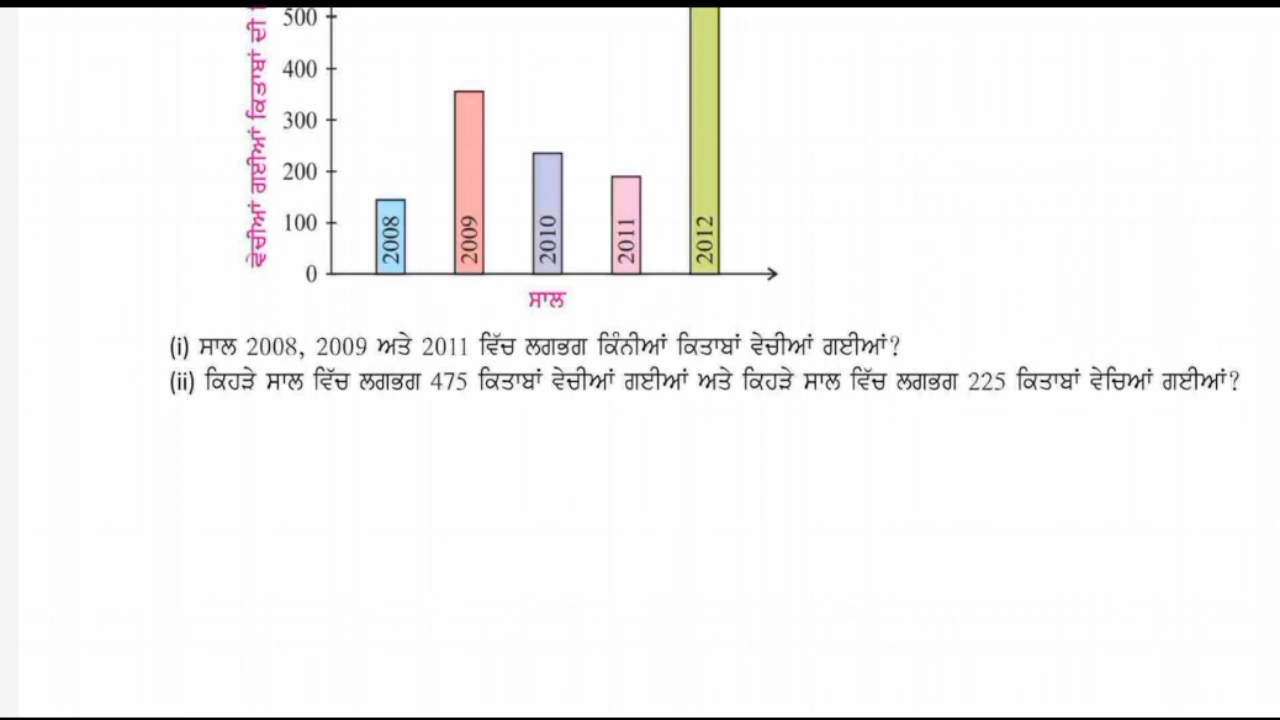 500
ਵੇਚੀਆਂ ਗਈਆਂ ਕਿਤਾਬਾਂ ਦੀ
400
300
200
100
0
2008
2009
2010
2011
2012
ਸਾਲ
(i) ਸਾਲ 2008, 2009 ਅਤੇ 2011 ਵਿੱਚ ਲਗਭਗ ਕਿੰਨੀਆਂ ਕਿਤਾਬਾਂ ਵੇਚੀਆਂ ਗਈਆਂ?
(ii) ਕਿਹੜੇ ਸਾਲ ਵਿੱਚ ਲਗਭਗ 475 ਕਿਤਾਬਾਂ ਵੇਚੀਆਂ ਗਈਆਂ ਅਤੇ ਕਿਹੜੇ ਸਾਲ ਵਿੱਚ ਲਗਭਗ 225 ਕਿਤਾਬਾਂ ਵੇਚਿਆਂ ਗਈਆਂ?